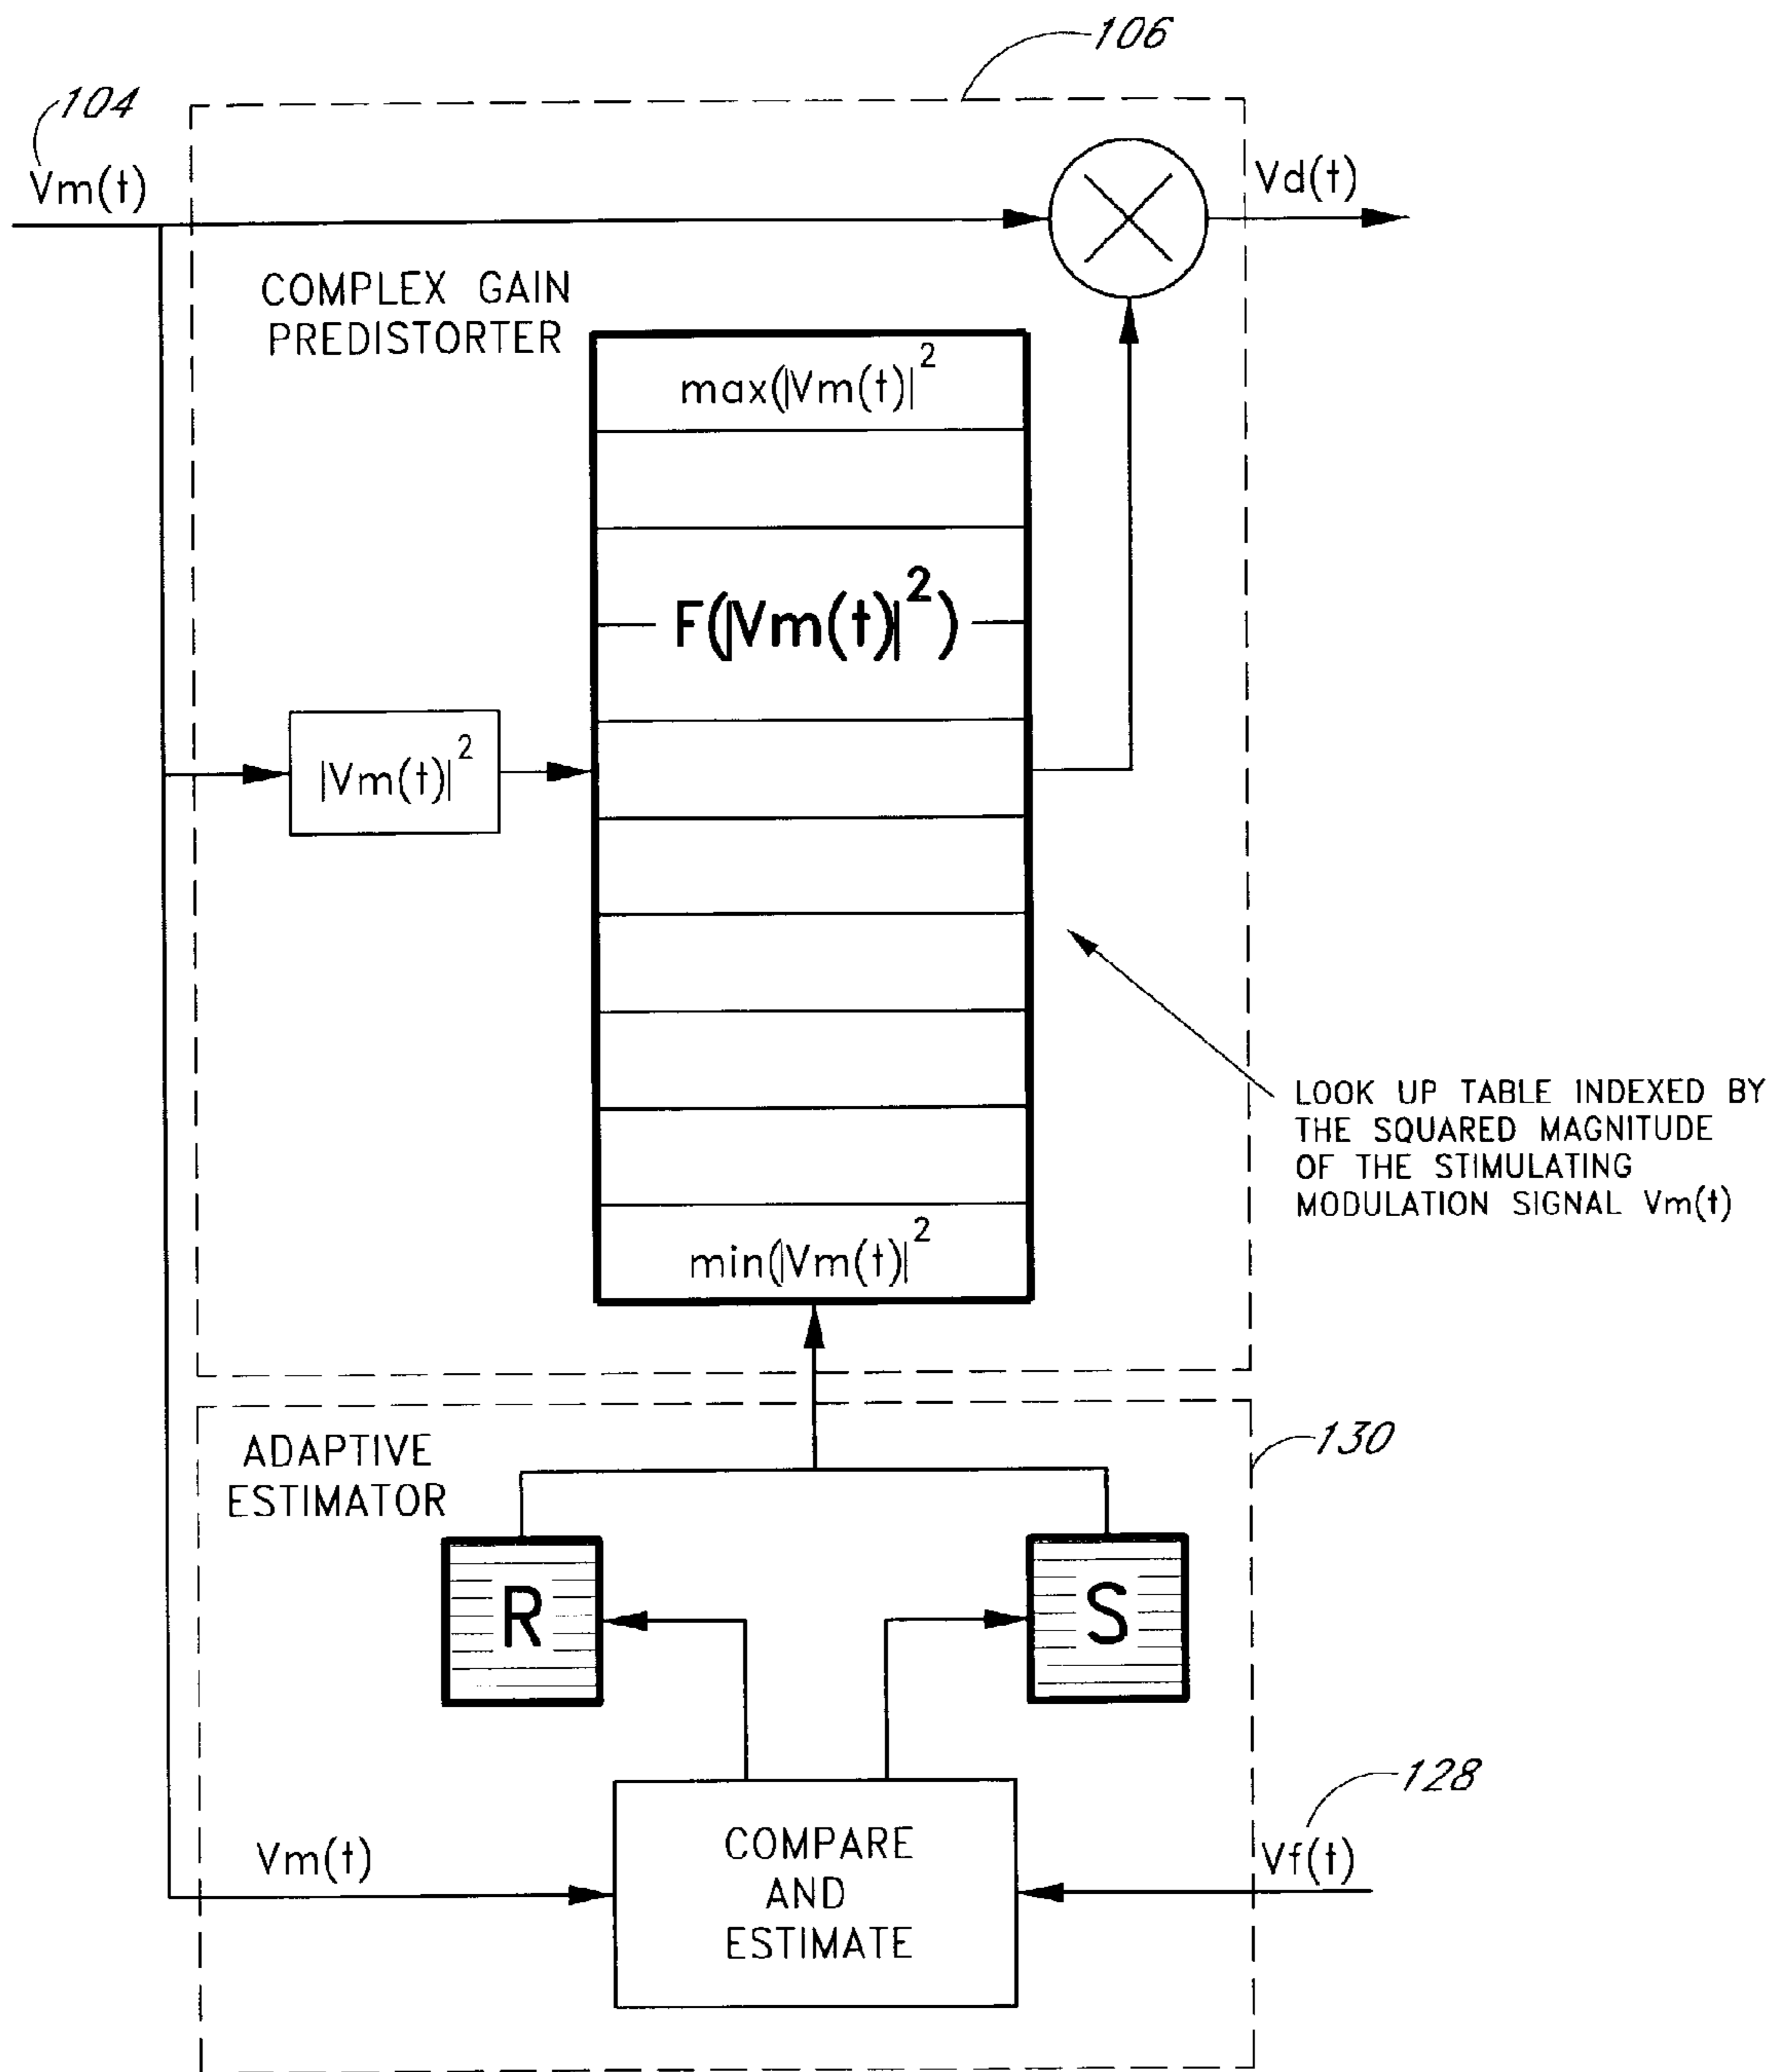 106
104
Vm(t)
Vd(t)
COMPLEX GAIN
PREDISTORTER
max(|Vm(t)|²
F(|Vm(t)|²)
|Vm(t)|²
LOOK UP TABLE INDEXED BY
THE SQUARED MAGNITUDE
OF THE STIMULATING
MODULATION SIGNAL Vm(t)
min(|Vm(t)|²
ADAPTIVE
ESTIMATOR
130
R
S
128
Vm(t)
Vf(t)
COMPARE
AND
ESTIMATE